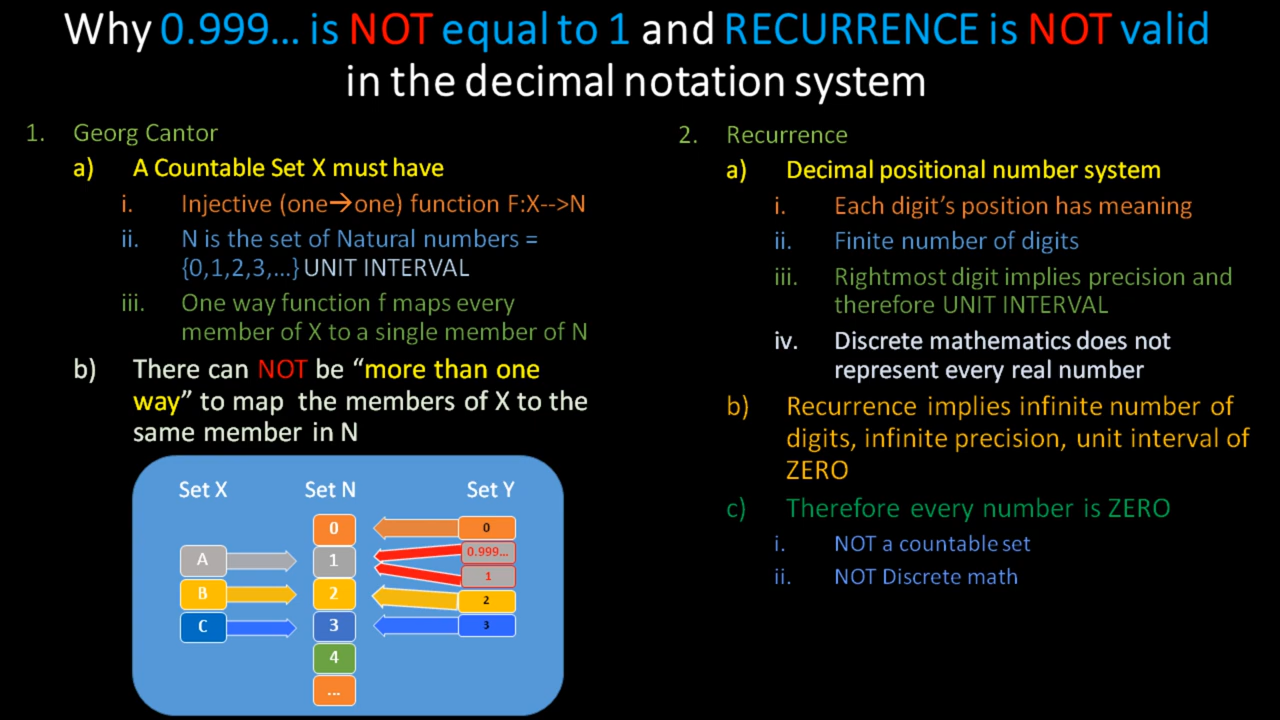 Why 0.999... is NOT equal to 1 and RECURRENCE is NOT valid
in the decimal notation system
1. Georg Cantor
a) A Countable Set X must have
i. Injective (one→one) function F:X-->N
ii. N is the set of Natural numbers =
{0,1,2,3,...} UNIT INTERVAL
iii. One way function f maps every
member of X to a single member of N
b) There can NOT be “more than one
way” to map the members of X to the
same member in N
Set X Set N Set Y
0 0
A 1 0.999...
1
B 2 2
C 3 3
4
...
2. Recurrence
a) Decimal positional number system
i. Each digit’s position has meaning
ii. Finite number of digits
iii. Rightmost digit implies precision and
therefore UNIT INTERVAL
iv. Discrete mathematics does not
represent every real number
b) Recurrence implies infinite number of
digits, infinite precision, unit interval of
ZERO
c) Therefore every number is ZERO
i. NOT a countable set
ii. NOT Discrete math